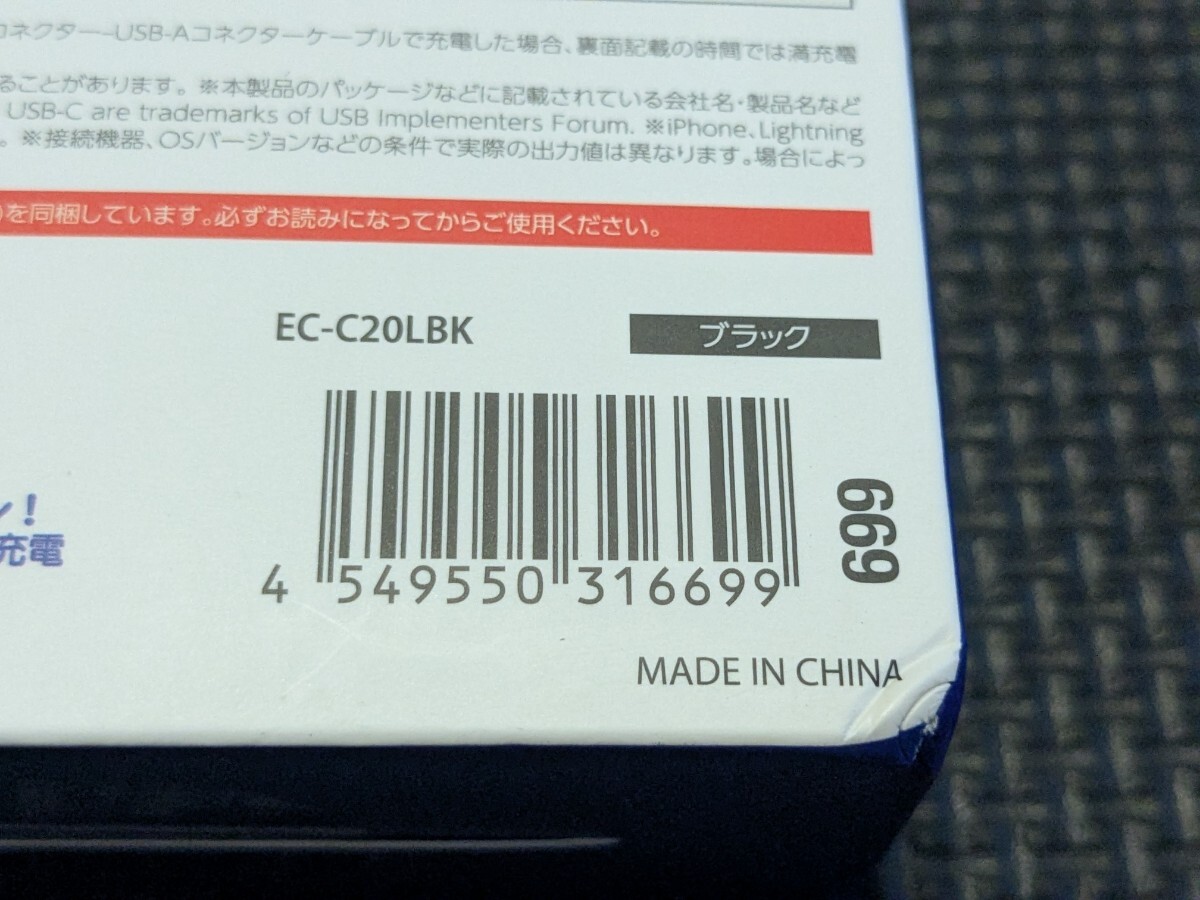 コネクター–USB-Aコネクターケーブルで充電した場合、裏面記載の時間では満充電
ることがあります。※本製品のパッケージなどに記載されている会社名・製品名など
USB-C are trademarks of USB Implementers Forum. ※iPhone、Lightning
。※接続機器、OSバージョンなどの条件で実際の出力値は異なります。場合によっ
)を同梱しています。必ずお読みになってからご使用ください。
EC-C20LBK
ブラック
ン!
充電
4 549550 316699
699
MADE IN CHINA